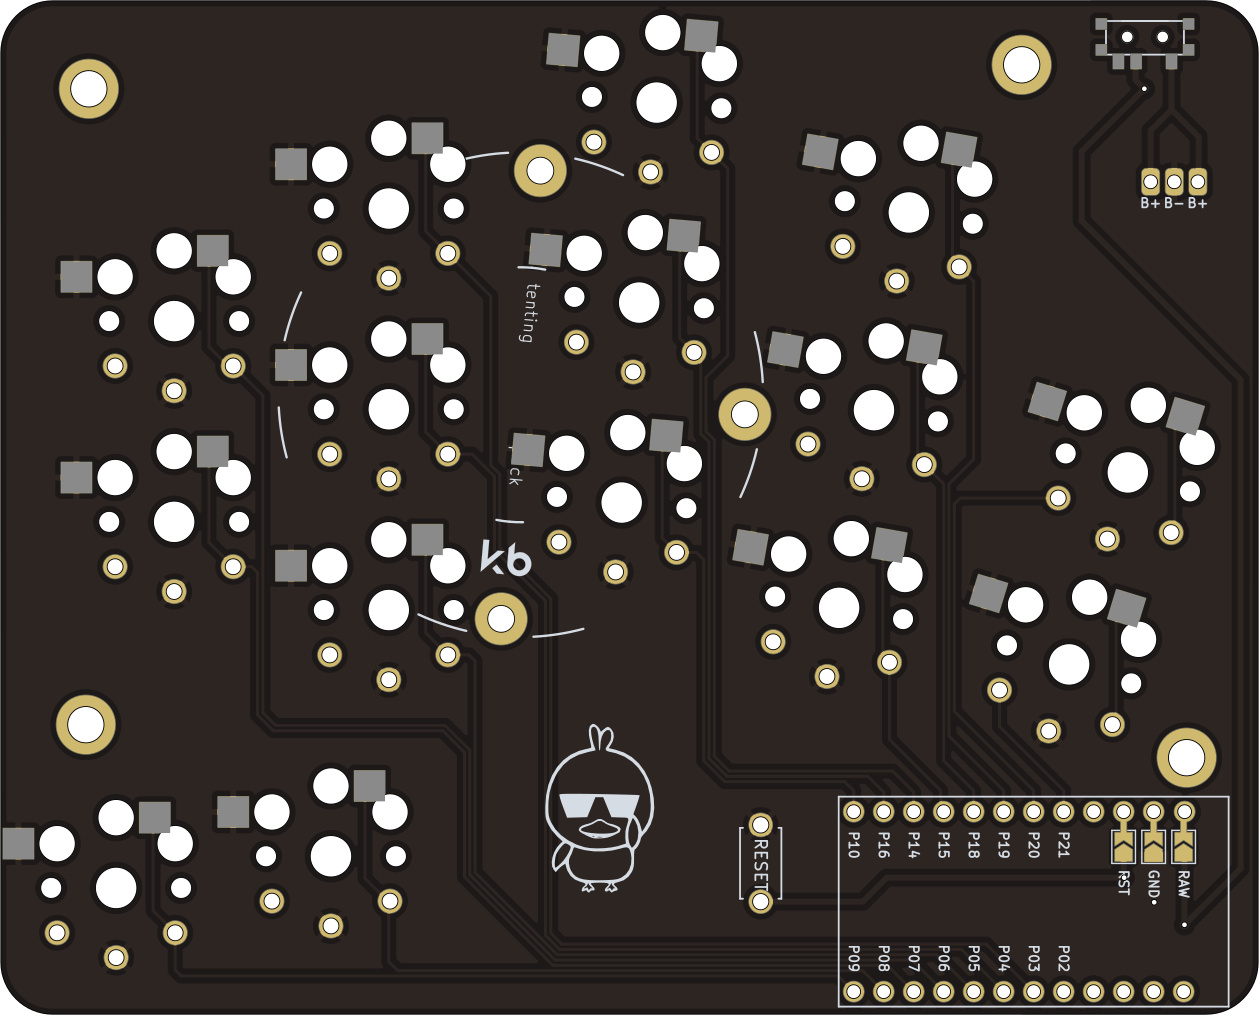 B+ B- B+
tenting
kb
RESET
P10 P16 P14 P15 P18 P19 P20 P21
RST GND RAW
P09 P08 P07 P06 P05 P04 P03 P02